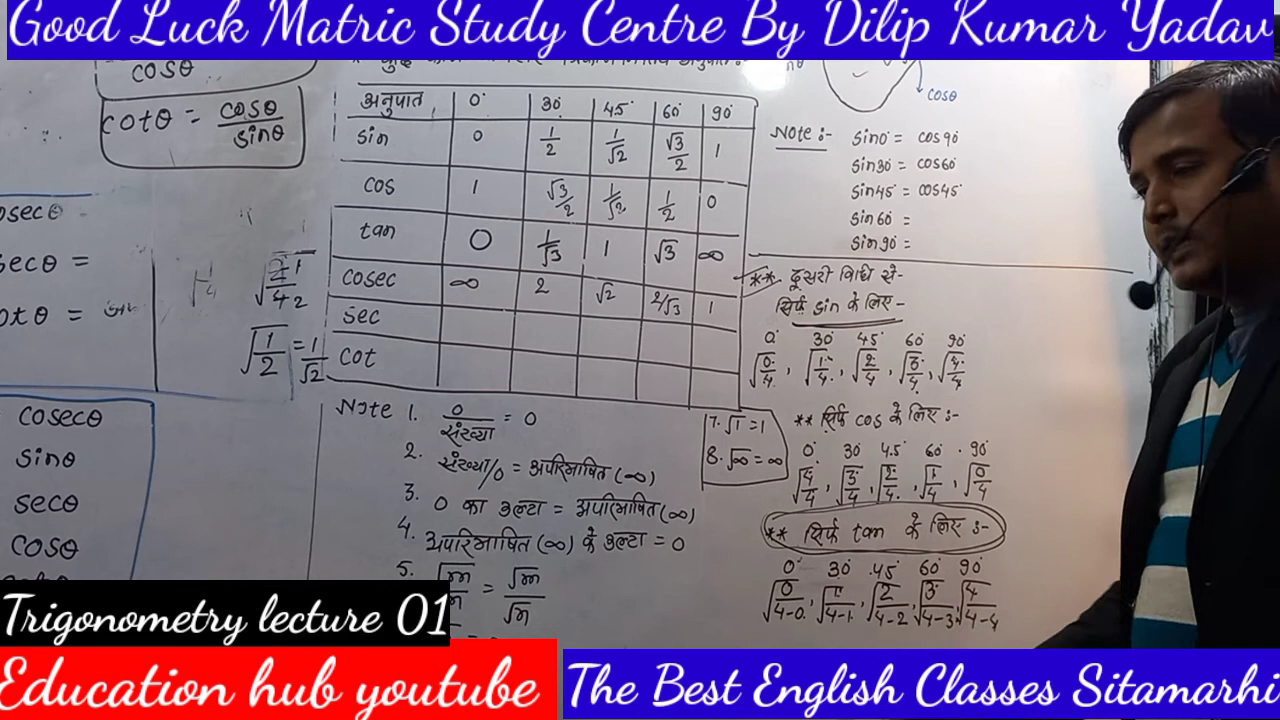 Good Luck Matric Study Centre By Dilip Kumar Yadav
cosθ
cotθ = cosθ/sinθ
secθ =
cosecθ
sinθ
secθ
cosθ
√2/4 1 2
√1/2 = 1/√2
अनुपात 0° 30° 45° 60° 90°
sin 0 1/2 1/√2 √3/2 1
cos 1 √3/2 1/√2 1/2 0
tan 0 1/√3 1 √3 ∞
cosec ∞ 2 √2 2/√3 1
sec
cot
Note 1. 0/संख्या = 0
2. संख्या/0 = अपरिभाषित (∞)
3. 0 का उल्टा = अपरिभाषित (∞)
4. अपरिभाषित (∞) के उल्टा = 0
5. √m/n = √m/√n
7. √1 = 1
8. √∞ = ∞
cosθ
Note :- sin0° = cos90°
sin30° = cos60°
sin45° = cos45°
sin60° =
sin90° =
** दूसरी विधि से-
सिर्फ sin के लिए-
0° 30° 45° 60° 90°
√0/4, √1/4, √2/4, √3/4, √4/4
** सिर्फ cos के लिए :-
0° 30° 45° 60° 90°
√4/4, √3/4, √2/4, √1/4, √0/4
** सिर्फ tan के लिए :-
0° 30° 45° 60° 90°
√0/4-0, √1/4-1, √2/4-2, √3/4-3, √4/4-4
Trigonometry lecture 01
Education hub youtube
The Best English Classes Sitamarhi